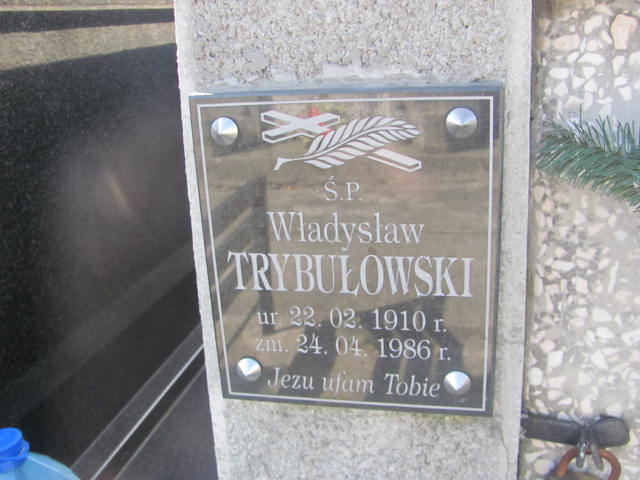 Ś.P.
Władysław
TRYBUŁOWSKI
ur. 22. 02. 1910 r.
zm. 24. 04. 1986 r.
Jezu ufam Tobie